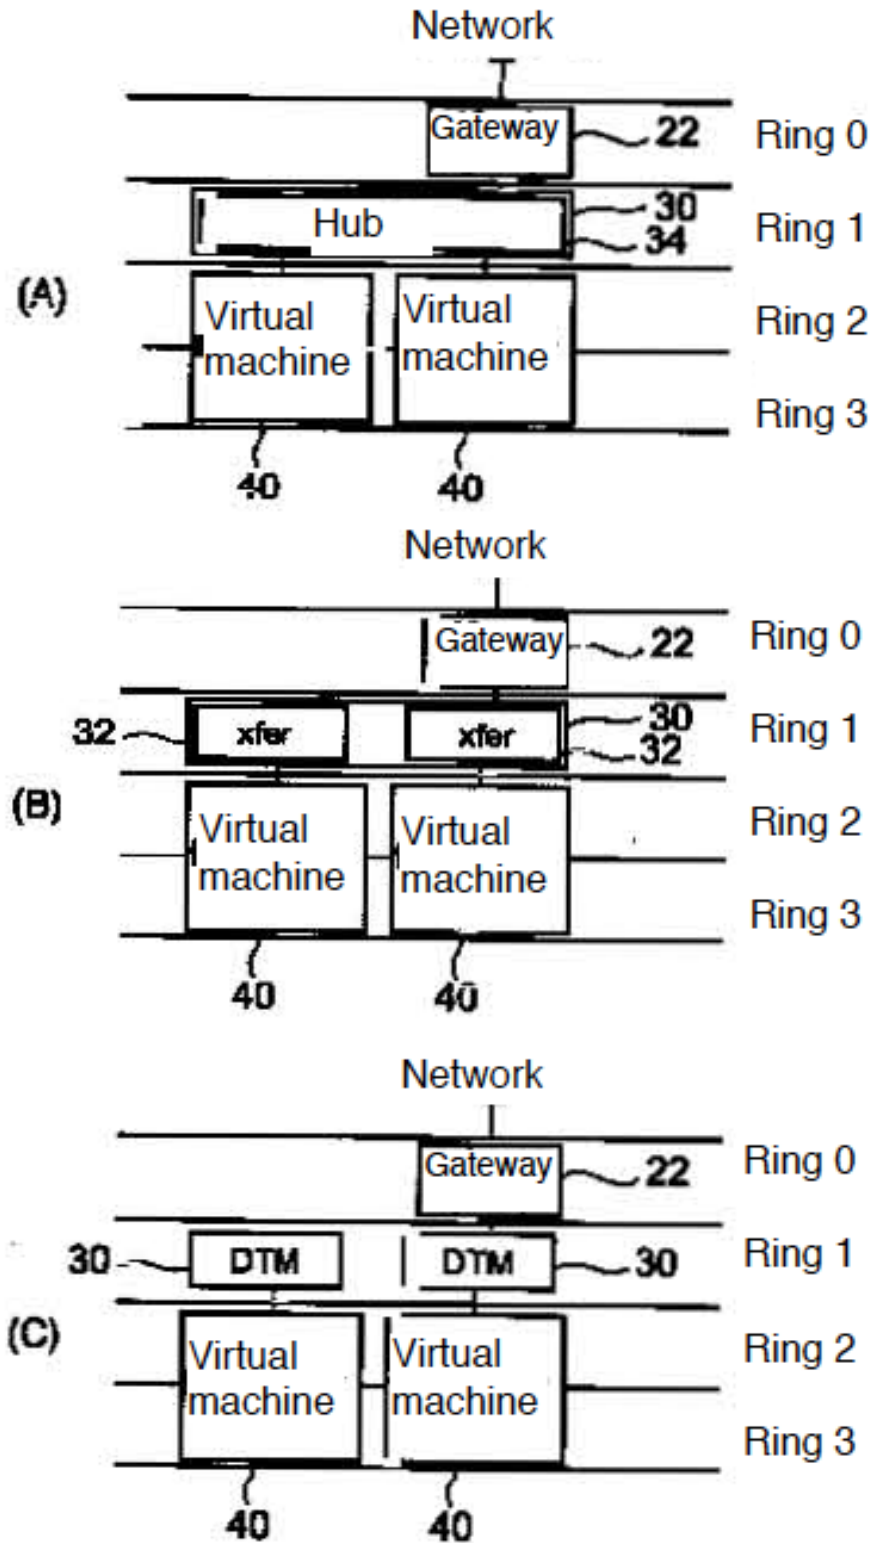 Network
Gateway 22 Ring 0
Hub 30 Ring 1
34
(A)
Virtual machine Virtual machine Ring 2
Ring 3
40 40
Network
Gateway 22 Ring 0
32 xfer xfer 30 Ring 1
32
(B)
Virtual machine Virtual machine Ring 2
Ring 3
40 40
Network
Gateway 22 Ring 0
30 DTM DTM 30 Ring 1
(C)
Virtual machine Virtual machine Ring 2
Ring 3
40 40